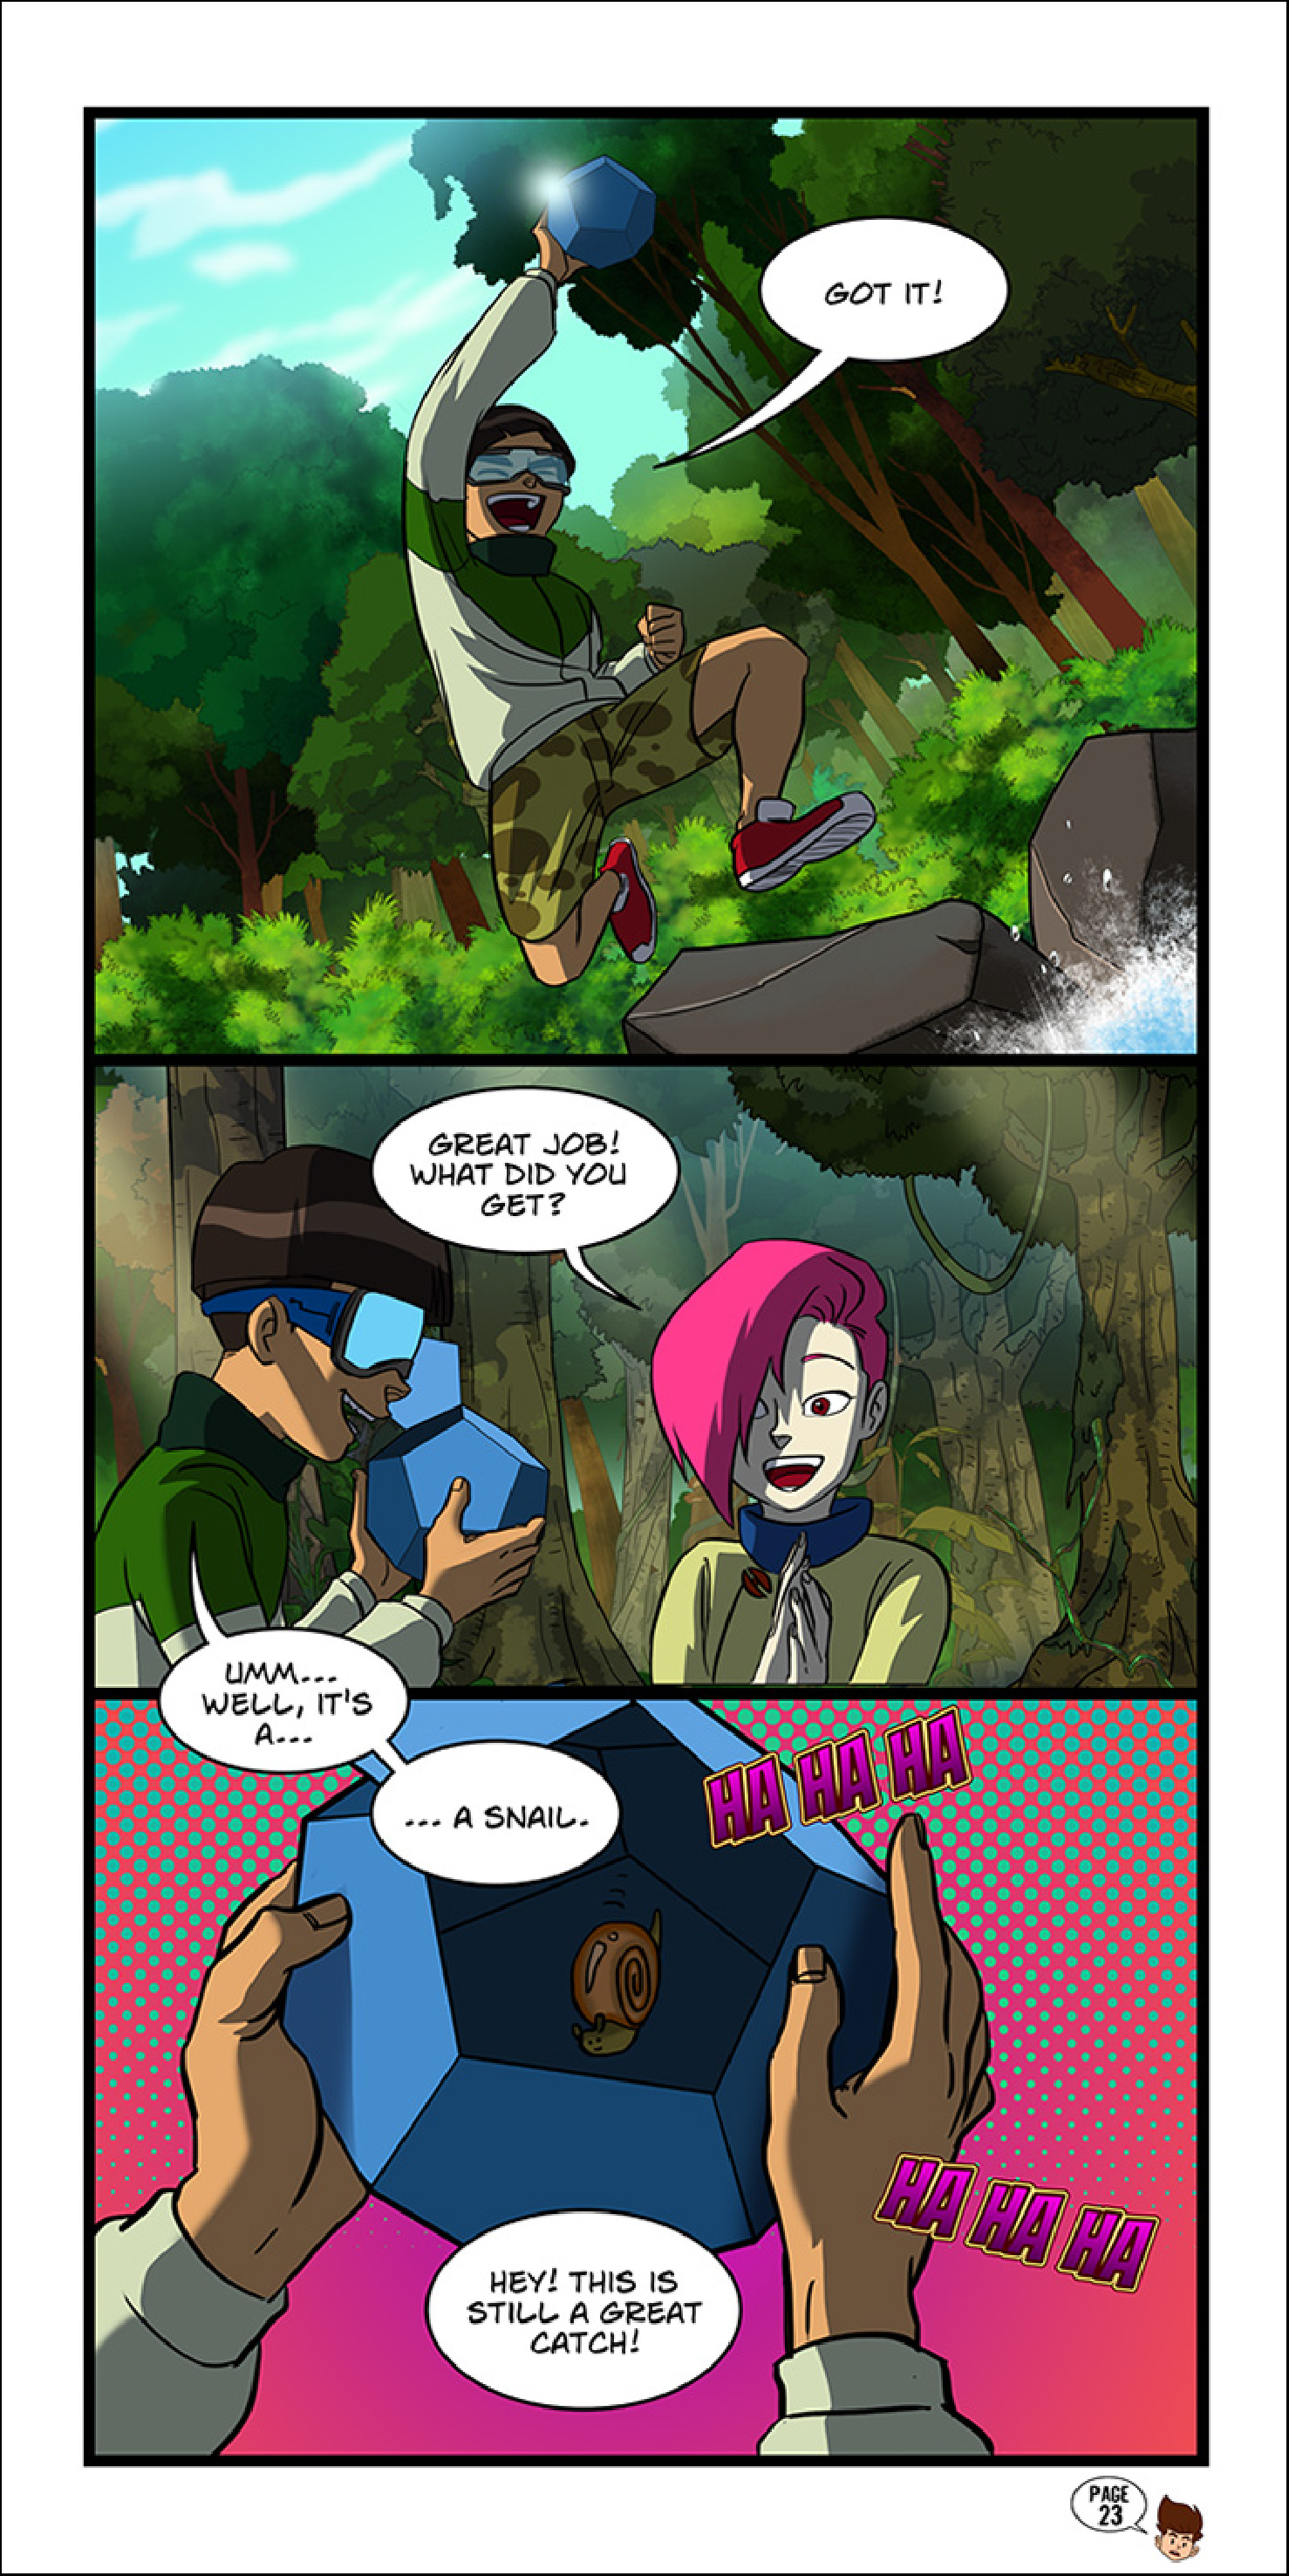 GOT IT!
GREAT JOB!
WHAT DID YOU
GET?
UMM...
WELL, IT'S
A...
... A SNAIL.
HA HA HA
HA HA HA
HEY! THIS IS
STILL A GREAT
CATCH!
PAGE
23